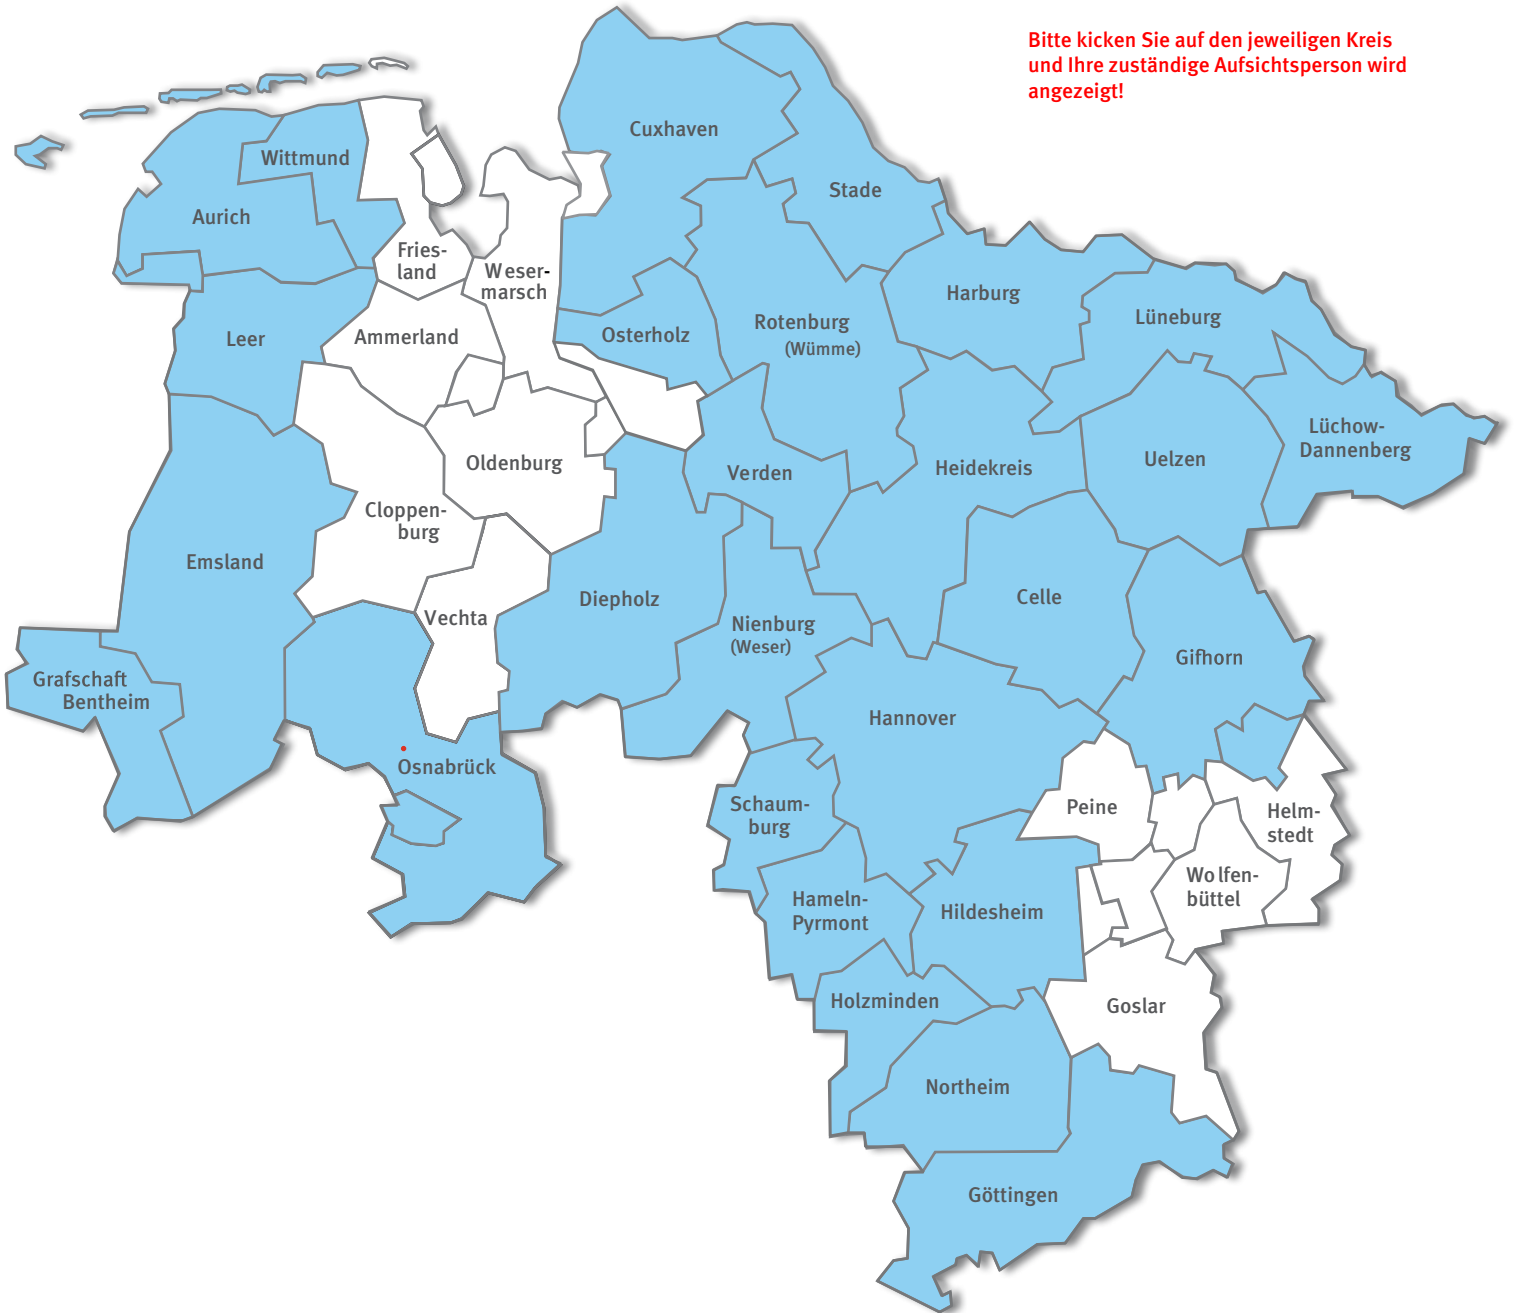 Bitte kicken Sie auf den jeweiligen Kreis
und Ihre zuständige Aufsichtsperson wird
angezeigt!
Cuxhaven
Wittmund
Stade
Aurich
Fries-
land
Weser-
marsch
Harburg
Lüneburg
Rotenburg
(Wümme)
Osterholz
Leer
Ammerland
Lüchow-
Dannenberg
Oldenburg
Verden
Heidekreis
Uelzen
Cloppen-
burg
Emsland
Diepholz
Celle
Vechta
Nienburg
(Weser)
Gifhorn
Grafschaft
Bentheim
Hannover
Osnabrück
Schaum-
burg
Peine
Helm-
stedt
Wolfen-
büttel
Hameln-
Pyrmont
Hildesheim
Holzminden
Goslar
Northeim
Göttingen